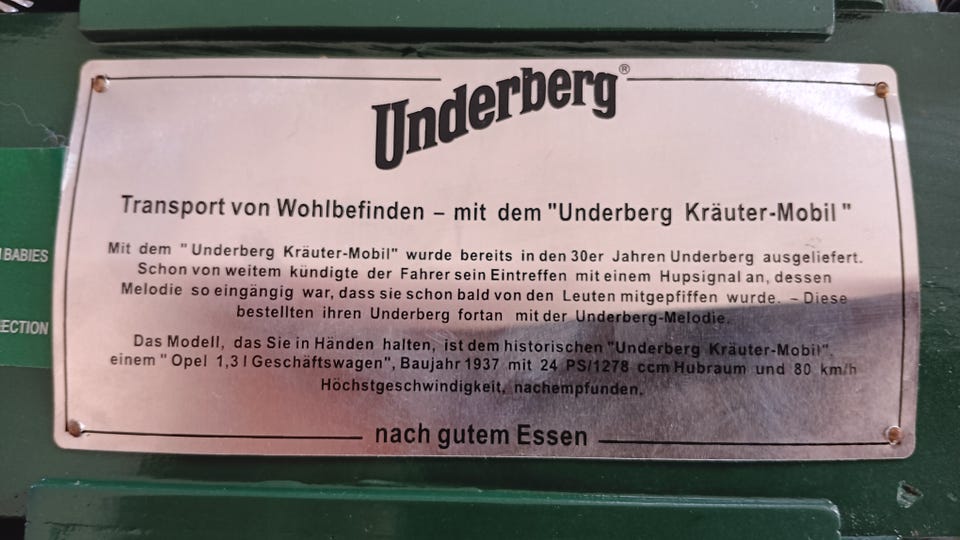 Underberg®
Transport von Wohlbefinden – mit dem "Underberg Kräuter-Mobil"
Mit dem "Underberg Kräuter-Mobil" wurde bereits in den 30er Jahren Underberg ausgeliefert.
Schon von weitem kündigte der Fahrer sein Eintreffen mit einem Hupsignal an, dessen
Melodie so eingängig war, dass sie schon bald von den Leuten mitgepfiffen wurde. – Diese
bestellten ihren Underberg fortan mit der Underberg-Melodie.
Das Modell, das Sie in Händen halten, ist dem historischen "Underberg Kräuter-Mobil",
einem "Opel 1,3 l Geschäftswagen", Baujahr 1937 mit 24 PS/1278 ccm Hubraum und 80 km/h
Höchstgeschwindigkeit, nachempfunden.
nach gutem Essen
BABIES
ECTION